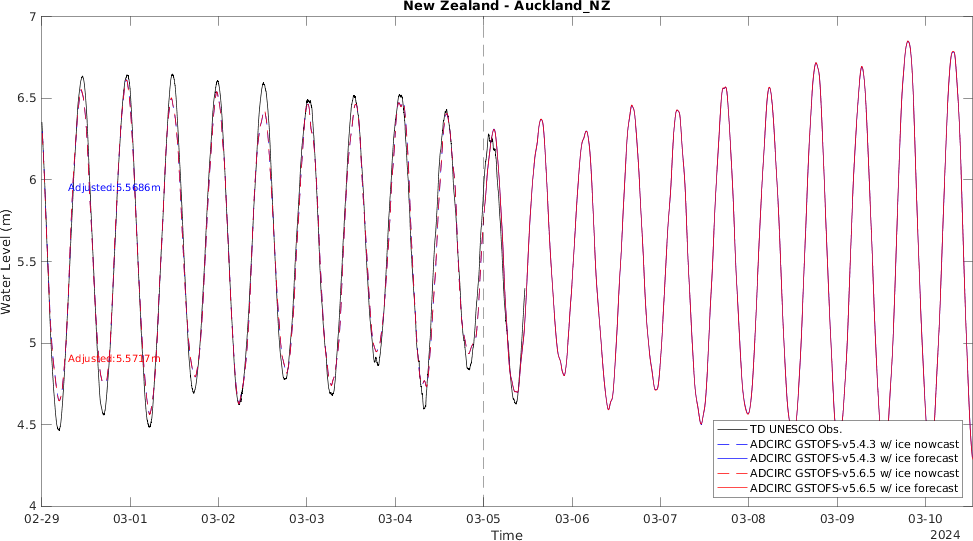 New Zealand - Auckland_NZ
7
6.5
6
5.5
5
4.5
4
Water Level (m)
Adjusted:5.5686m
Adjusted:5.5717m
TD UNESCO Obs.
ADCIRC GSTOFS-v5.4.3 w/ ice nowcast
ADCIRC GSTOFS-v5.4.3 w/ ice forecast
ADCIRC GSTOFS-v5.6.5 w/ ice nowcast
ADCIRC GSTOFS-v5.6.5 w/ ice forecast
02-29 03-01 03-02 03-03 03-04 03-05 03-06 03-07 03-08 03-09 03-10
Time
2024